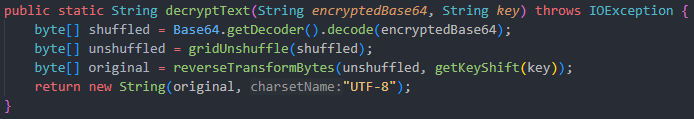 public static String decryptText(String encryptedBase64, String key) throws IOException {
byte[] shuffled = Base64.getDecoder().decode(encryptedBase64);
byte[] unshuffled = gridUnshuffle(shuffled);
byte[] original = reverseTransformBytes(unshuffled, getKeyShift(key));
return new String(original, charsetName:"UTF-8");
}